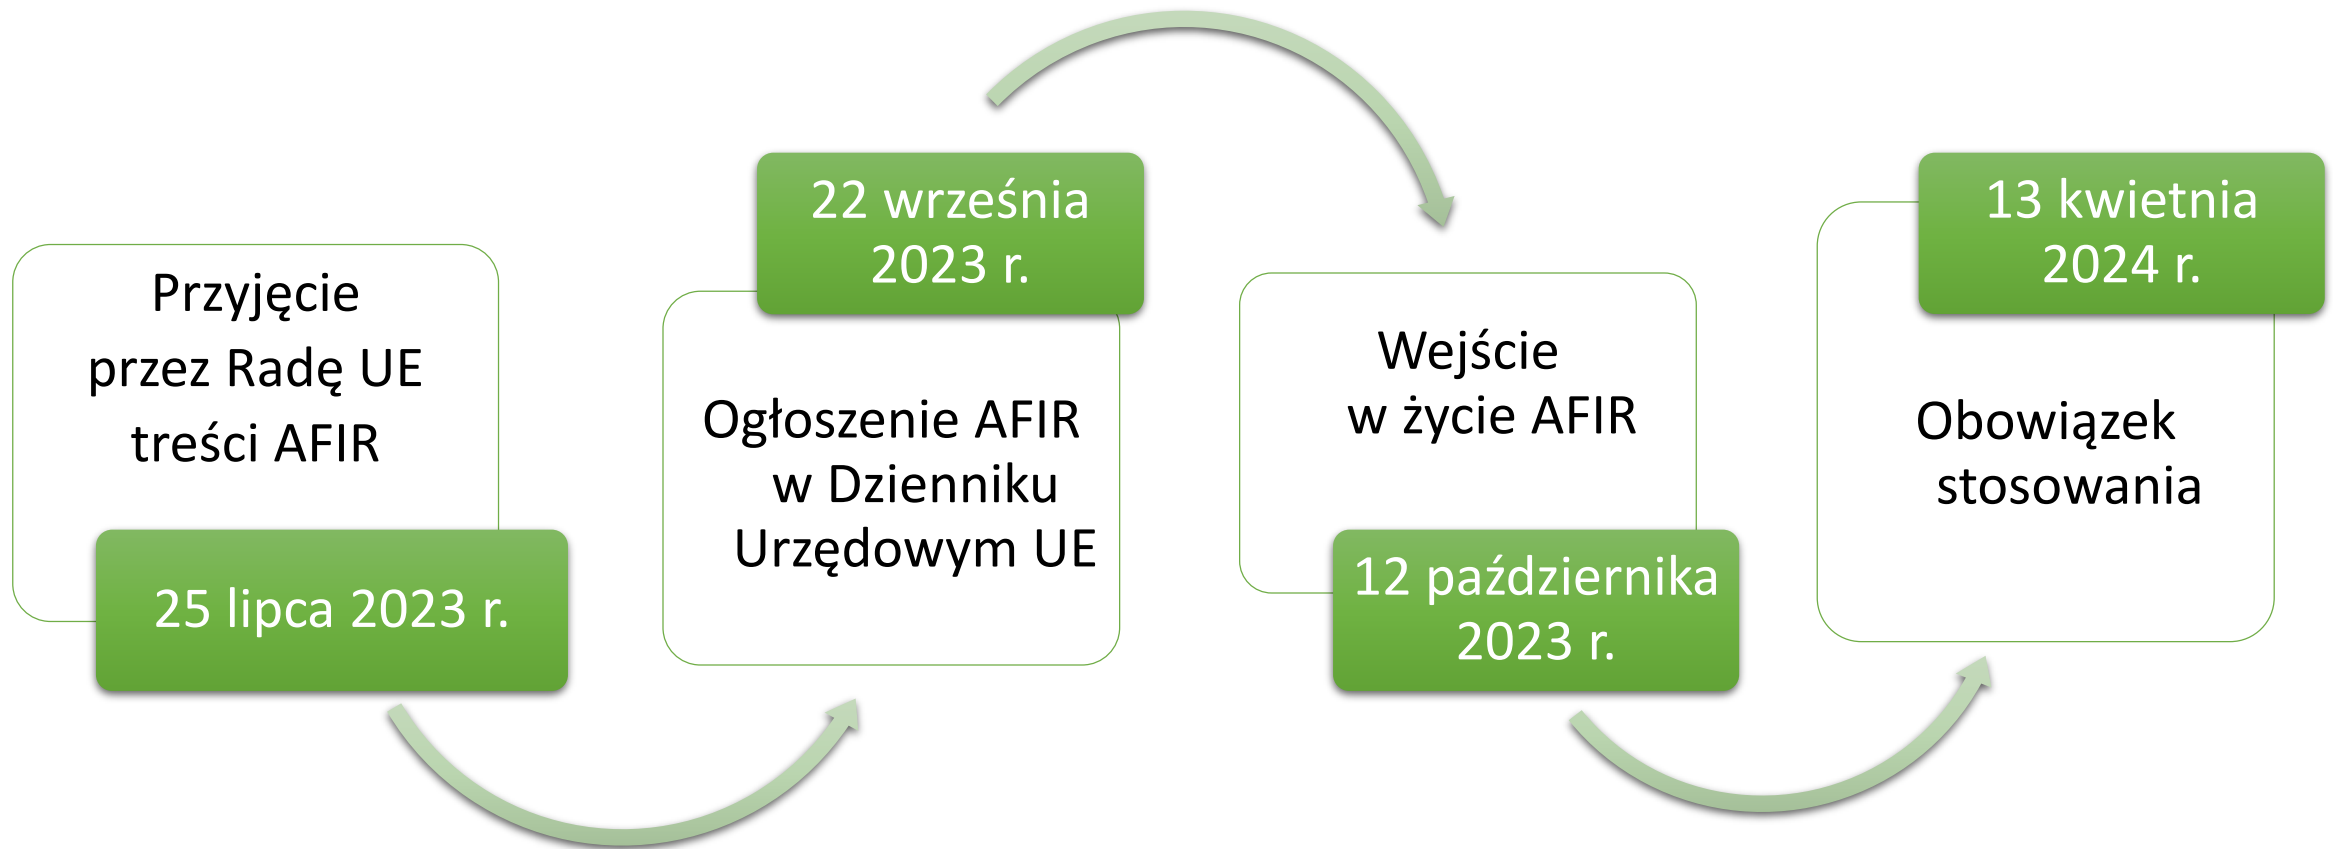 Przyjęcie
przez Radę UE
treści AFIR
25 lipca 2023 r.
22 września
2023 r.
Ogłoszenie AFIR
w Dzienniku
Urzędowym UE
Wejście
w życie AFIR
12 października
2023 r.
13 kwietnia
2024 r.
Obowiązek
stosowania